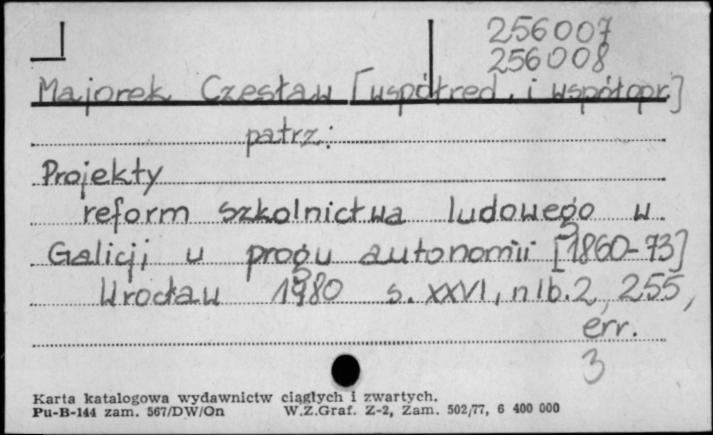 256007
256008
Majorek Czesław [współred. i współopr.]
patrz:
Projekty
reform szkolnictwa ludowego w
Galicji u progu autonomii [1860-73]
Wrocław 1980 s. XXVI, nlb. 2, 255,
err.
3
Karta katalogowa wydawnictw ciągłych i zwartych.
Pu-B-144 zam. 567/DW/On W.Z.Graf. Z-2, Zam. 502/77, 6 400 000